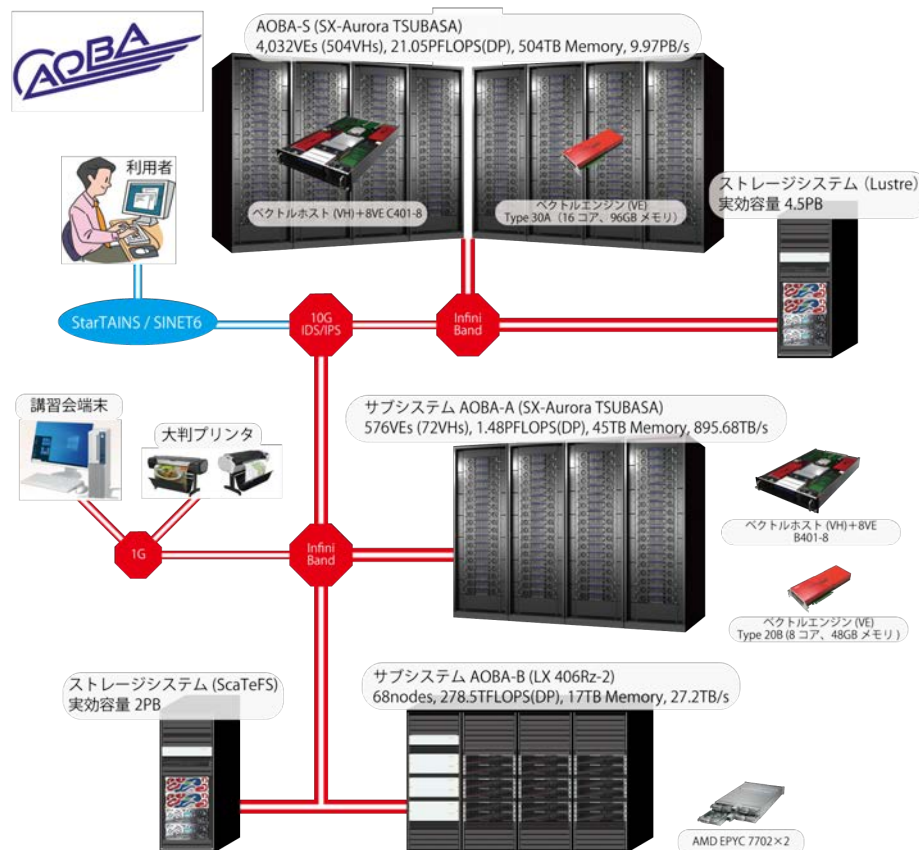 AOBA
AOBA-S (SX-Aurora TSUBASA)
4,032VEs (504VHs), 21.05PFLOPS(DP), 504TB Memory, 9.97PB/s
利用者
ベクトルホスト (VH)+8VE C401-8
ベクトルエンジン (VE)
Type 30A（16 コア、96GB メモリ）
ストレージシステム (Lustre)
実効容量 4.5PB
StarTAINS / SINET6
10G
IDS/IPS
Infini
Band
講習会端末
大判プリンタ
サブシステム AOBA-A (SX-Aurora TSUBASA)
576VEs (72VHs), 1.48PFLOPS(DP), 45TB Memory, 895.68TB/s
ベクトルホスト (VH)+8VE
B401-8
1G
Infini
Band
ベクトルエンジン (VE)
Type 20B (8 コア、48GB メモリ )
ストレージシステム (ScaTeFS)
実効容量 2PB
サブシステム AOBA-B (LX 406Rz-2)
68nodes, 278.5TFLOPS(DP), 17TB Memory, 27.2TB/s
AMD EPYC 7702×2